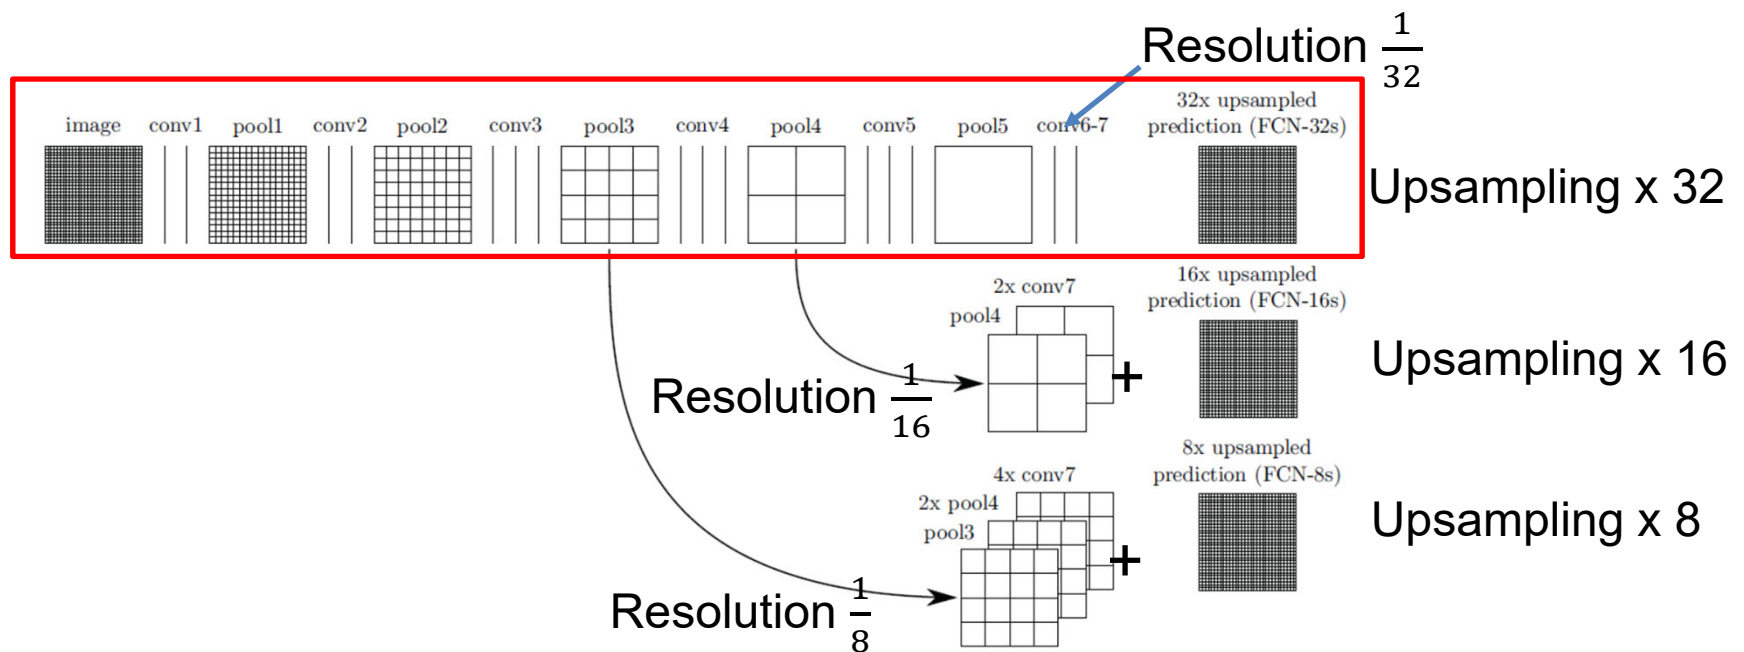 Resolution 1/32
image conv1 pool1 conv2 pool2 conv3 pool3 conv4 pool4 conv5 pool5 conv6-7
32x upsampled
prediction (FCN-32s)
Upsampling x 32
16x upsampled
prediction (FCN-16s)
2x conv7
pool4
+
Upsampling x 16
Resolution 1/16
8x upsampled
prediction (FCN-8s)
4x conv7
2x pool4
pool3
+
Upsampling x 8
Resolution 1/8